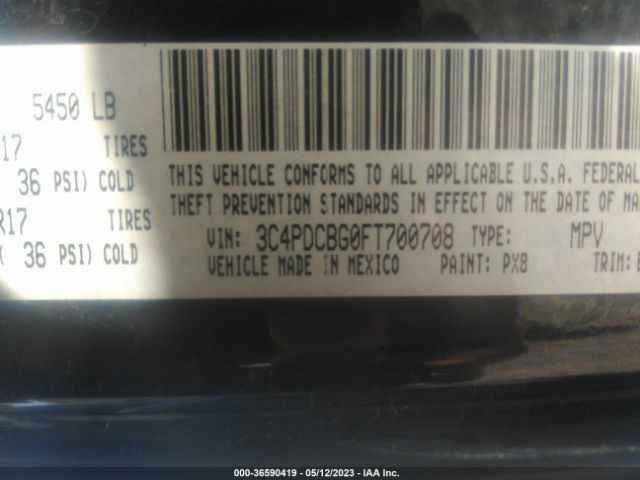 5450 LB
17 TIRES
36 PSI) COLD
R17 TIRES
( 36 PSI) COLD
THIS VEHICLE CONFORMS TO ALL APPLICABLE U.S.A. FEDERAL
THEFT PREVENTION STANDARDS IN EFFECT ON THE DATE OF MA
VIN: 3C4PDCBG0FT700708 TYPE: MPV
VEHICLE MADE IN MEXICO PAINT: PX8 TRIM:
000-36590419 - 05/12/2023 - IAA Inc.